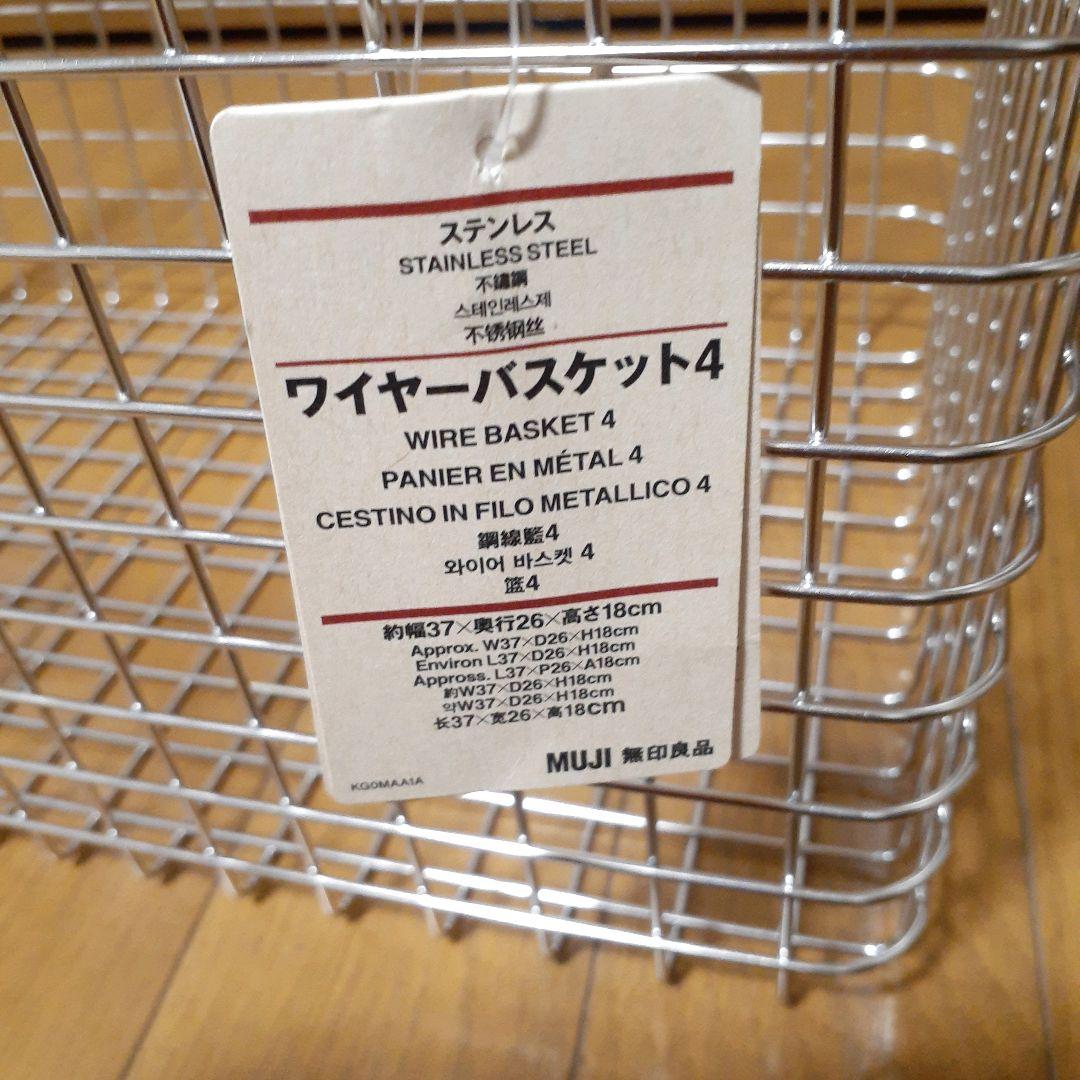 ステンレス
STAINLESS STEEL
不鏽鋼
스테인레스제
不锈钢丝
ワイヤーバスケット4
WIRE BASKET 4
PANIER EN MÉTAL 4
CESTINO IN FILO METALLICO 4
鋼線籃4
와이어 바스켓 4
篮4
約幅37×奥行26×高さ18cm
Approx. W37×D26×H18cm
Environ L37×D26×H18cm
Appross. L37×P26×A18cm
約W37×D26×H18cm
약W37×D26×H18cm
长37×宽26×高18cm
MUJI 無印良品
KG0MAA1A